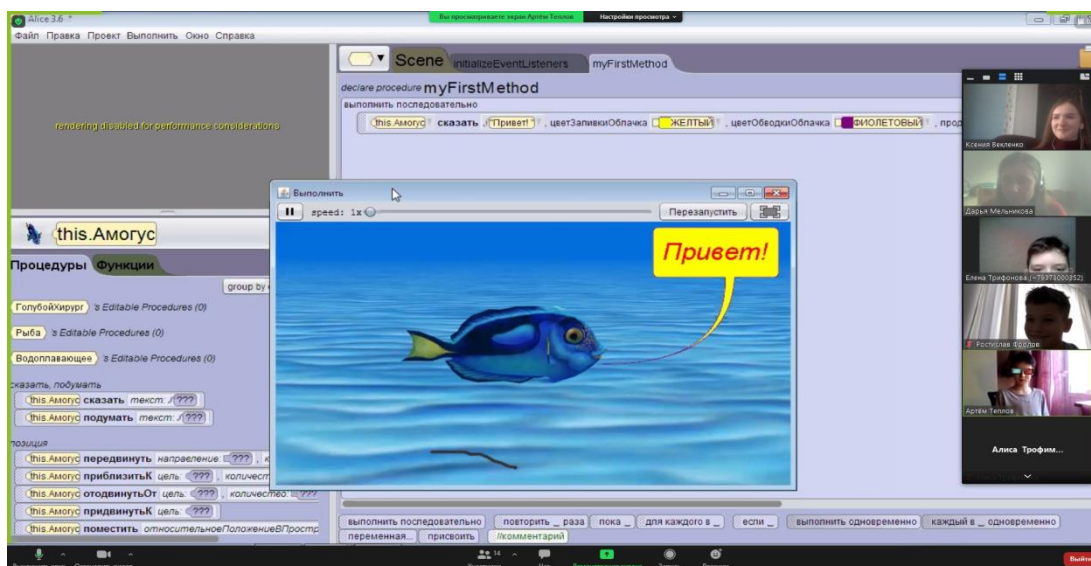 Alice 3.6 *
Вы просматриваете экран Артём Теплов
Настройки просмотра
Файл Правка Проект Выполнить Окно Справка
rendering disabled for performance considerations
Scene initializeEventListeners myFirstMethod
declare procedure myFirstMethod
выполнить последовательно
this.Амогус сказать "Привет!" , цветЗаливкиОблачка ЖЕЛТЫЙ , цветОбводкиОблачка ФИОЛЕТОВЫЙ , прод
Ксения Векленко
Дарья Мельникова
Елена Трифонова (+79371000352)
Ростислав Фролов
Артём Теплов
Алиса Трофим...
Выполнить
speed: 1x
Перезапустить
Привет!
this.Амогус
Процедуры Функции
group by
ГолубойХирург 's Editable Procedures (0)
Рыба 's Editable Procedures (0)
Водоплавающее 's Editable Procedures (0)
сказать, подумать
this.Амогус сказать текст: ???
this.Амогус подумать текст: ???
позиция
this.Амогус передвинуть направление: ??? , к
this.Амогус приблизитьК цель: ??? , количест
this.Амогус отодвинутьОт цель: ??? , количество: ???
this.Амогус придвинутьК цель: ???
this.Амогус поместить относительноеПоложениеВПростр
выполнить последовательно повторить _ раза пока _ для каждого в _ если _ выполнить одновременно каждый в _ одновременно
переменная... присвоить //комментарий
14
Выйти